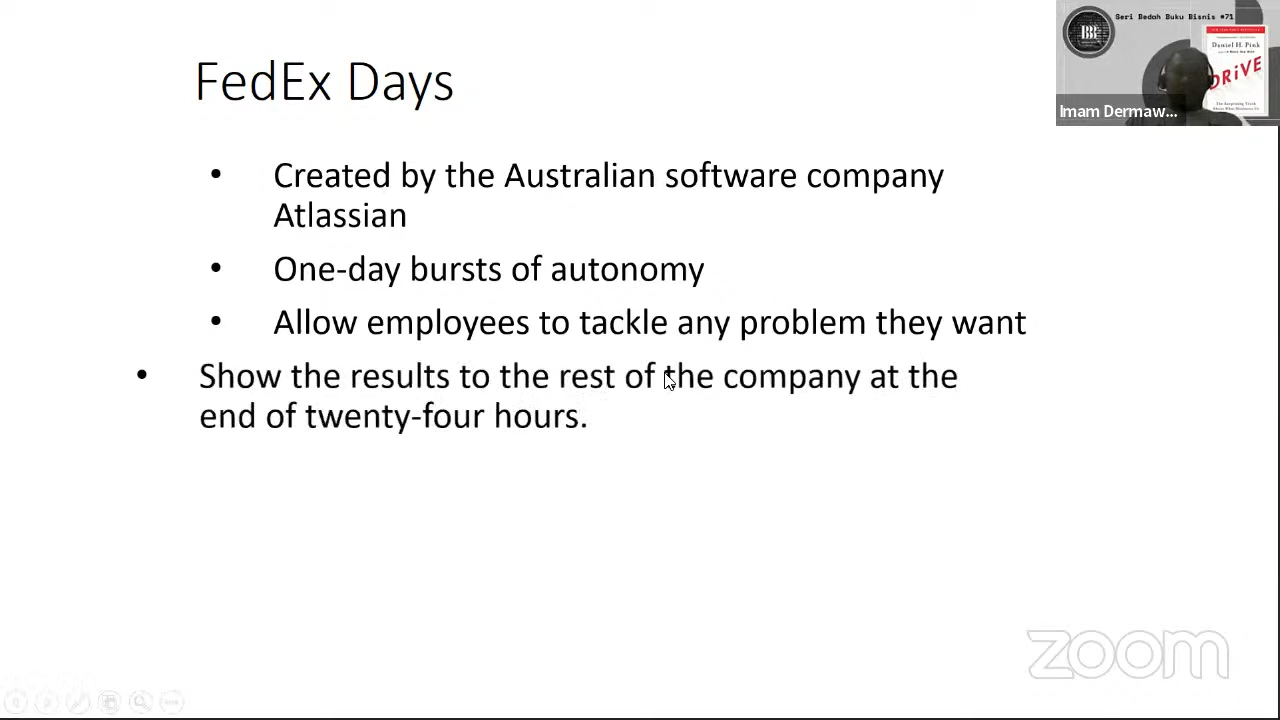 Seri Bedah Buku Bisnis #71
BB
Daniel H. Pink
DRiVE
Imam Dermaw...
FedEx Days
• Created by the Australian software company
Atlassian
• One-day bursts of autonomy
• Allow employees to tackle any problem they want
• Show the results to the rest of the company at the
end of twenty-four hours.
zoom